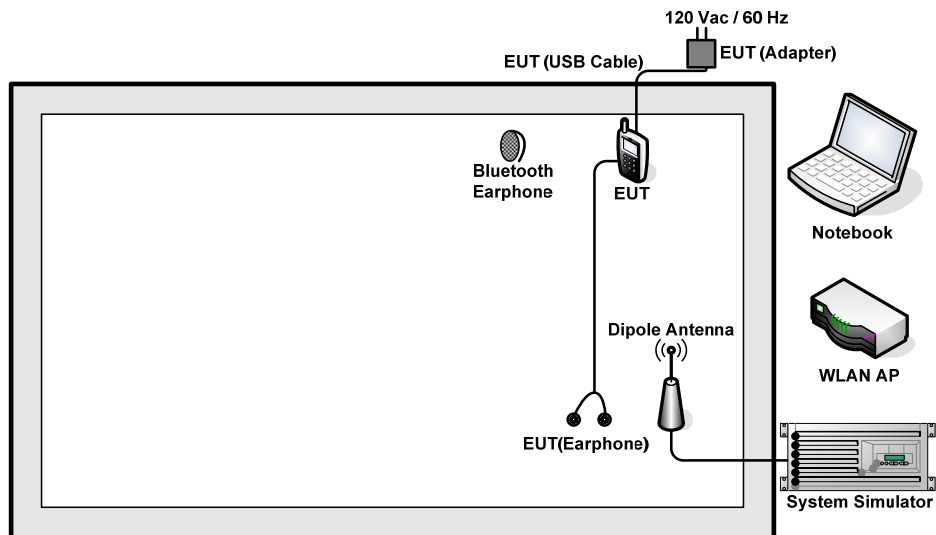 120 Vac / 60 Hz
EUT (USB Cable)
EUT (Adapter)
Bluetooth
Earphone
EUT
Notebook
Dipole Antenna
WLAN AP
EUT(Earphone)
System Simulator